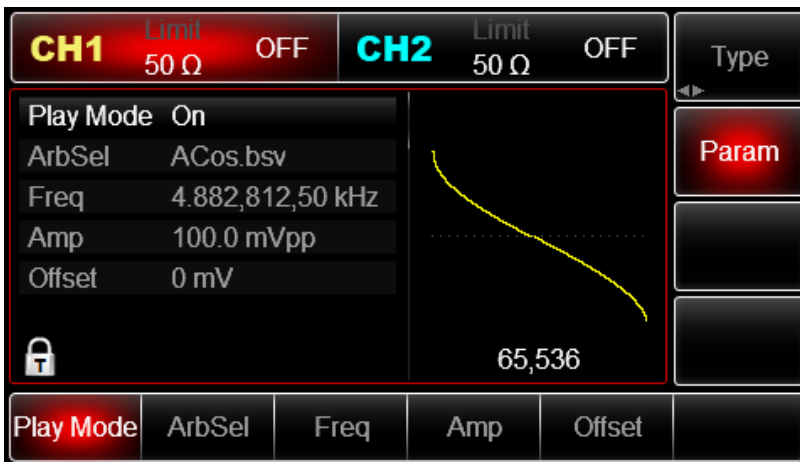 CH1 Limit 50 Ω OFF CH2 Limit 50 Ω OFF
Type
Play Mode On
ArbSel ACos.bsv
Freq 4.882,812,50 kHz
Amp 100.0 mVpp
Offset 0 mV
Param
T
65,536
Play Mode ArbSel Freq Amp Offset